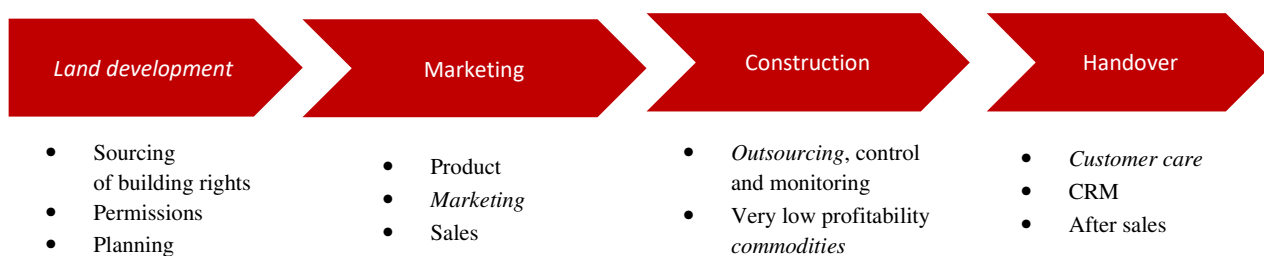 Land development
Marketing
Construction
Handover
• Sourcing
of building rights
• Permissions
• Planning
• Product
• Marketing
• Sales
• Outsourcing, control
and monitoring
• Very low profitability
commodities
• Customer care
• CRM
• After sales